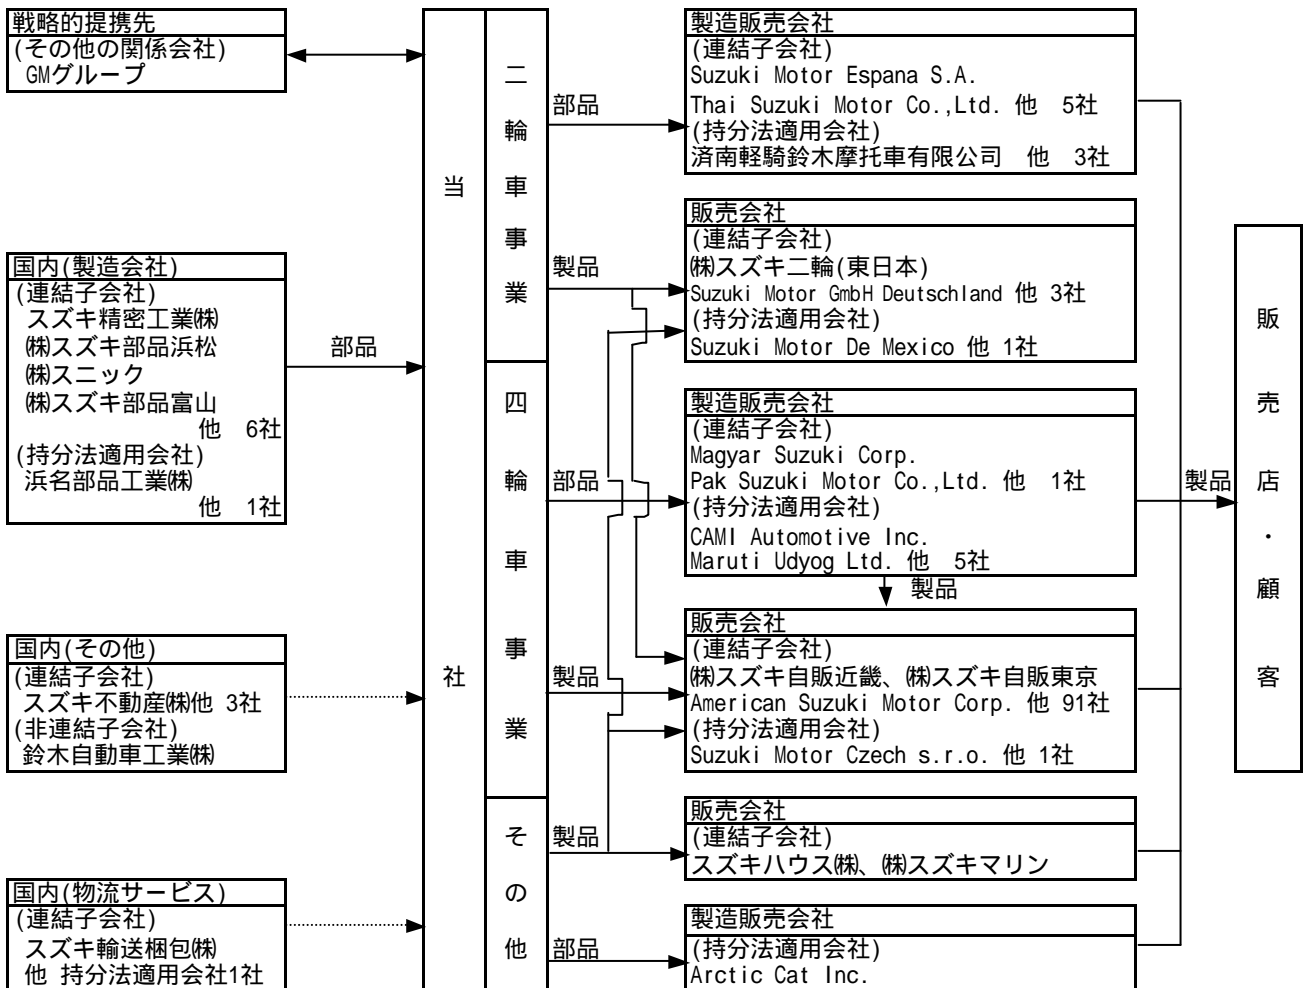 戦略的提携先
(その他の関係会社)
GMグループ
国内(製造会社)
(連結子会社)
スズキ精密工業㈱
㈱スズキ部品浜松
㈱スニック
㈱スズキ部品富山
他 6社
(持分法適用会社)
浜名部品工業㈱
他 1社
部品
国内(その他)
(連結子会社)
スズキ不動産㈱他 3社
(非連結子会社)
鈴木自動車工業㈱
国内(物流サービス)
(連結子会社)
スズキ輸送梱包㈱
他 持分法適用会社1社
当社
二輪車事業
四輪車事業
その他
部品
製品
部品
製品
製品
部品
製造販売会社
(連結子会社)
Suzuki Motor Espana S.A.
Thai Suzuki Motor Co.,Ltd. 他 5社
(持分法適用会社)
済南軽騎鈴木摩托車有限公司 他 3社
販売会社
(連結子会社)
㈱スズキ二輪(東日本)
Suzuki Motor GmbH Deutschland 他 3社
(持分法適用会社)
Suzuki Motor De Mexico 他 1社
製造販売会社
(連結子会社)
Magyar Suzuki Corp.
Pak Suzuki Motor Co.,Ltd. 他 1社
(持分法適用会社)
CAMI Automotive Inc.
Maruti Udyog Ltd. 他 5社
製品
販売会社
(連結子会社)
㈱スズキ自販近畿、㈱スズキ自販東京
American Suzuki Motor Corp. 他 91社
(持分法適用会社)
Suzuki Motor Czech s.r.o. 他 1社
販売会社
(連結子会社)
スズキハウス㈱、㈱スズキマリン
製造販売会社
(持分法適用会社)
Arctic Cat Inc.
製品
販売店・顧客